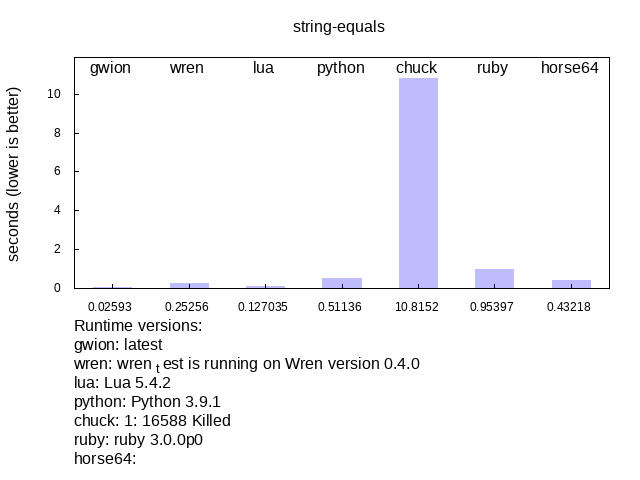 string-equals
gwion wren lua python chuck ruby horse64
seconds (lower is better)
10
8
6
4
2
0
0.02593 0.25256 0.127035 0.51136 10.8152 0.95397 0.43218
Runtime versions:
gwion: latest
wren: wren test is running on Wren version 0.4.0
lua: Lua 5.4.2
python: Python 3.9.1
chuck: 1: 16588 Killed
ruby: ruby 3.0.0p0
horse64: